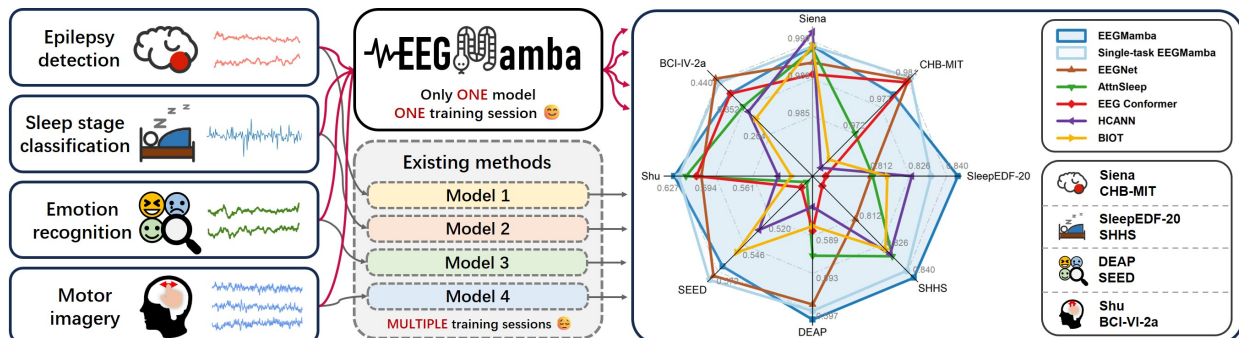 Epilepsy
detection
Sleep stage
classification
Emotion
recognition
Motor
imagery
EEGMamba
Only ONE model
ONE training session
Existing methods
Model 1
Model 2
Model 3
Model 4
MULTIPLE training sessions
Siena
CHB-MIT
SleepEDF-20
SHHS
DEAP
SEED
Shu
BCI-IV-2a
0.985
0.977
0.972
0.812
0.826
0.840
0.812
0.826
0.840
0.589
0.593
0.597
0.520
0.546
0.561
0.594
0.627
0.264
0.352
0.440
EEGMamba
Single-task EEGMamba
EEGNet
AttnSleep
EEG Conformer
HCANN
BIOT
Siena
CHB-MIT
SleepEDF-20
SHHS
DEAP
SEED
Shu
BCI-VI-2a